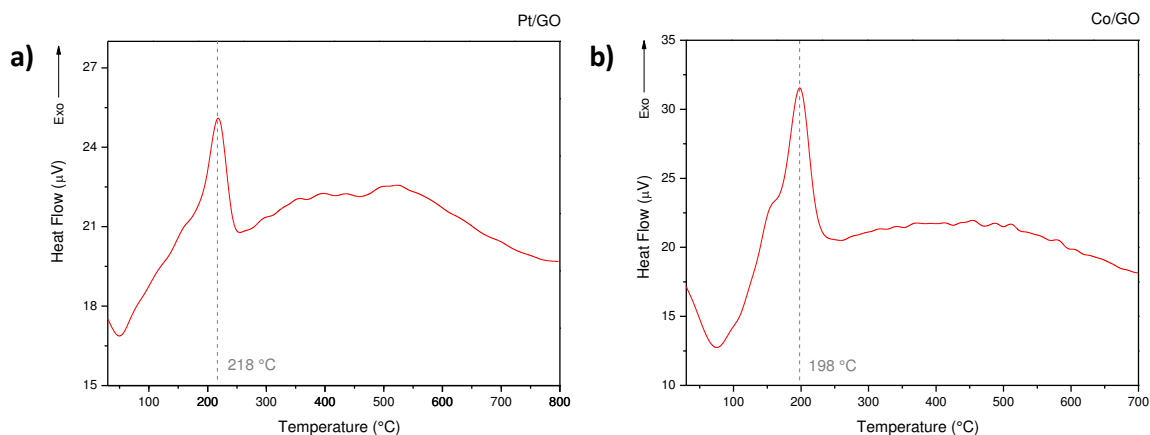 a)
Pt/GO
Exo
Heat Flow (μV)
27
24
21
18
15
218 °C
100 200 300 400 500 600 700 800
Temperature (°C)
b)
Co/GO
Exo
Heat Flow (μV)
35
30
25
20
15
10
198 °C
100 200 300 400 500 600 700
Temperature (°C)